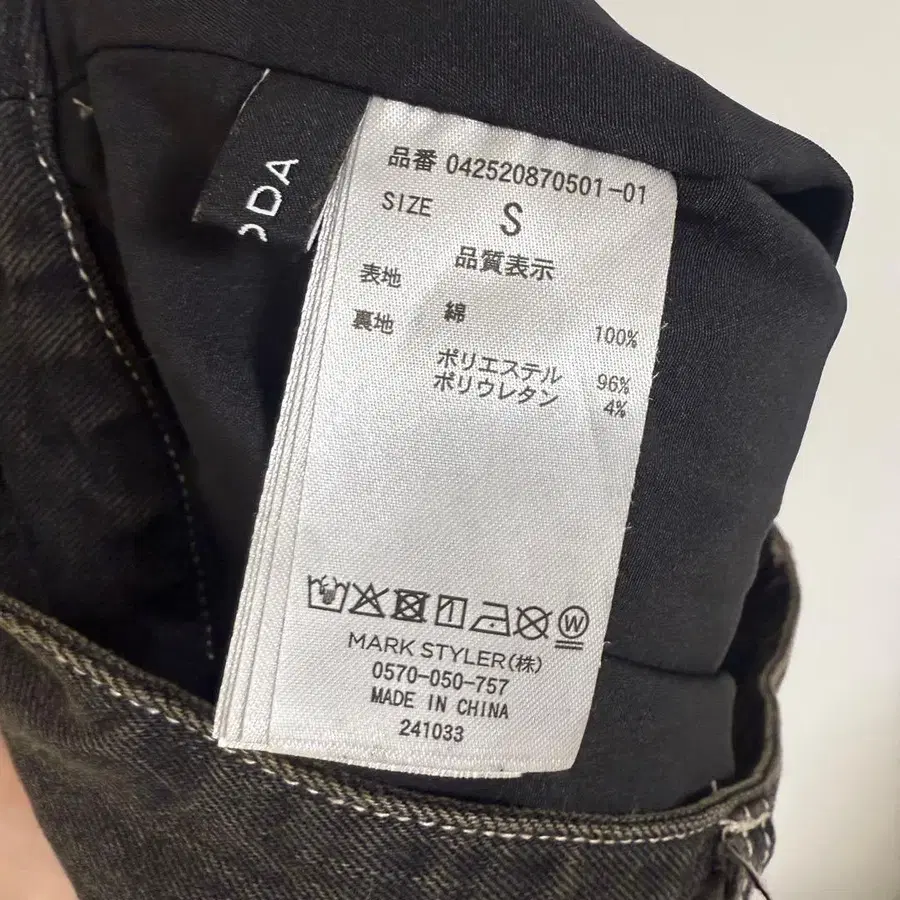 ODA
品番 042520870501-01
SIZE S
品質表示
表地 綿 100%
裏地 ポリエステル 96%
ポリウレタン 4%
W
MARK STYLER(株)
0570-050-757
MADE IN CHINA
241033